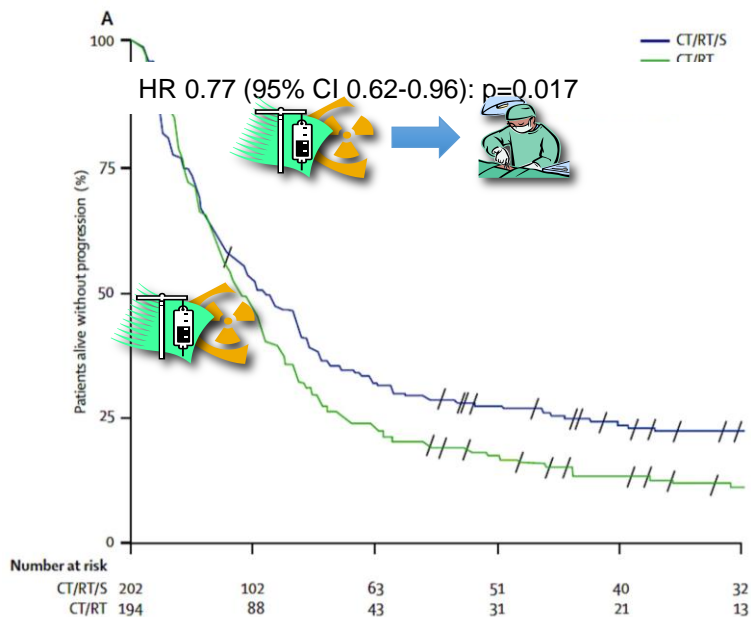 A
100
CT/RT/S
CT/RT
HR 0.77 (95% CI 0.62-0.96): p=0.017
75
50
25
0
Patients alive without progression (%)
Number at risk
CT/RT/S 202 102 63 51 40 32
CT/RT 194 88 43 31 21 13